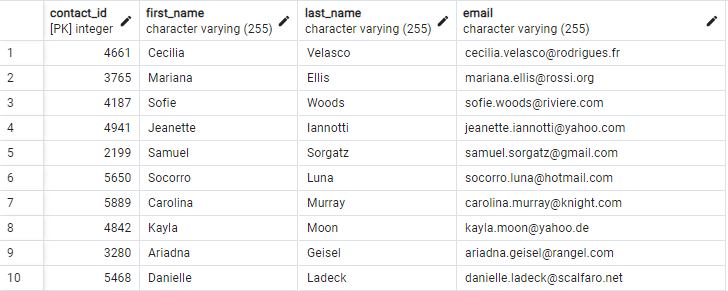 contact_id first_name last_name email
[PK] integer character varying (255) character varying (255) character varying (255)
1 4661 Cecilia Velasco cecilia.velasco@rodrigues.fr
2 3765 Mariana Ellis mariana.ellis@rossi.org
3 4187 Sofie Woods sofie.woods@riviere.com
4 4941 Jeanette Iannotti jeanette.iannotti@yahoo.com
5 2199 Samuel Sorgatz samuel.sorgatz@gmail.com
6 5650 Socorro Luna socorro.luna@hotmail.com
7 5889 Carolina Murray carolina.murray@knight.com
8 4842 Kayla Moon kayla.moon@yahoo.de
9 3280 Ariadna Geisel ariadna.geisel@rangel.com
10 5468 Danielle Ladeck danielle.ladeck@scalfaro.net